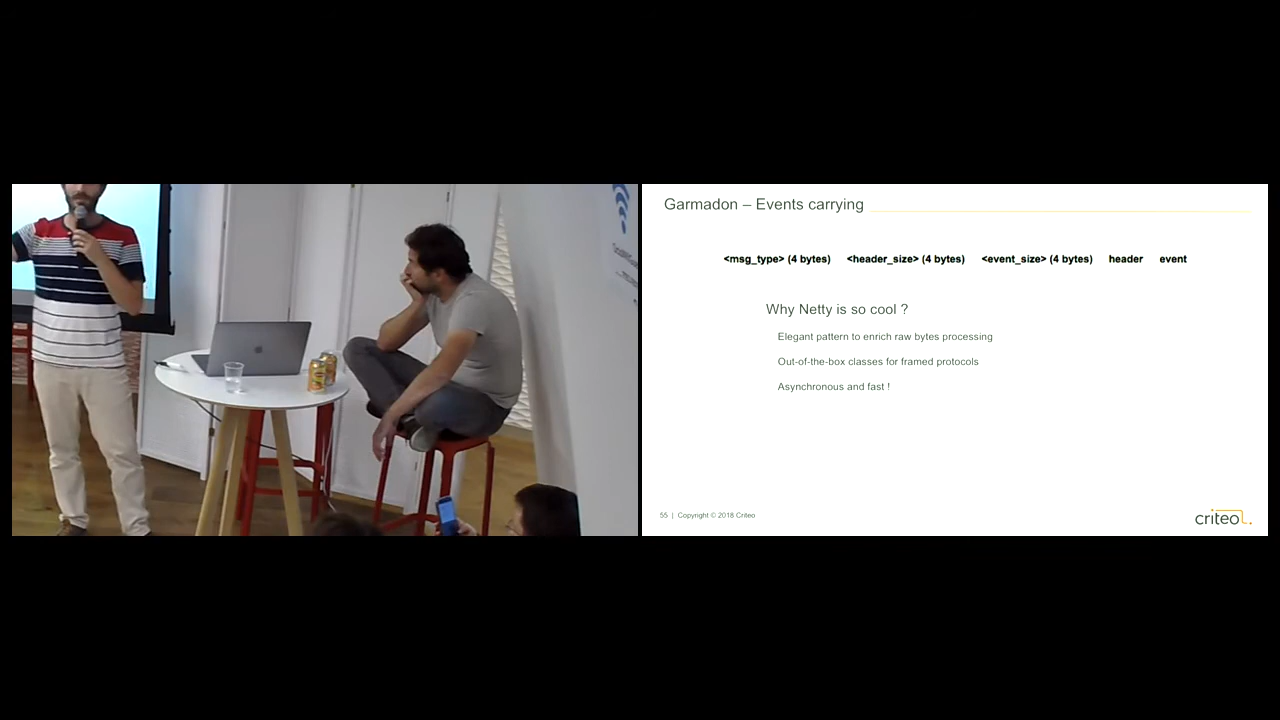 Garmadon – Events carrying
<msg_type> (4 bytes) <header_size> (4 bytes) <event_size> (4 bytes) header event
Why Netty is so cool ?
Elegant pattern to enrich raw bytes processing
Out-of-the-box classes for framed protocols
Asynchronous and fast !
55 | Copyright © 2018 Criteo
criteo